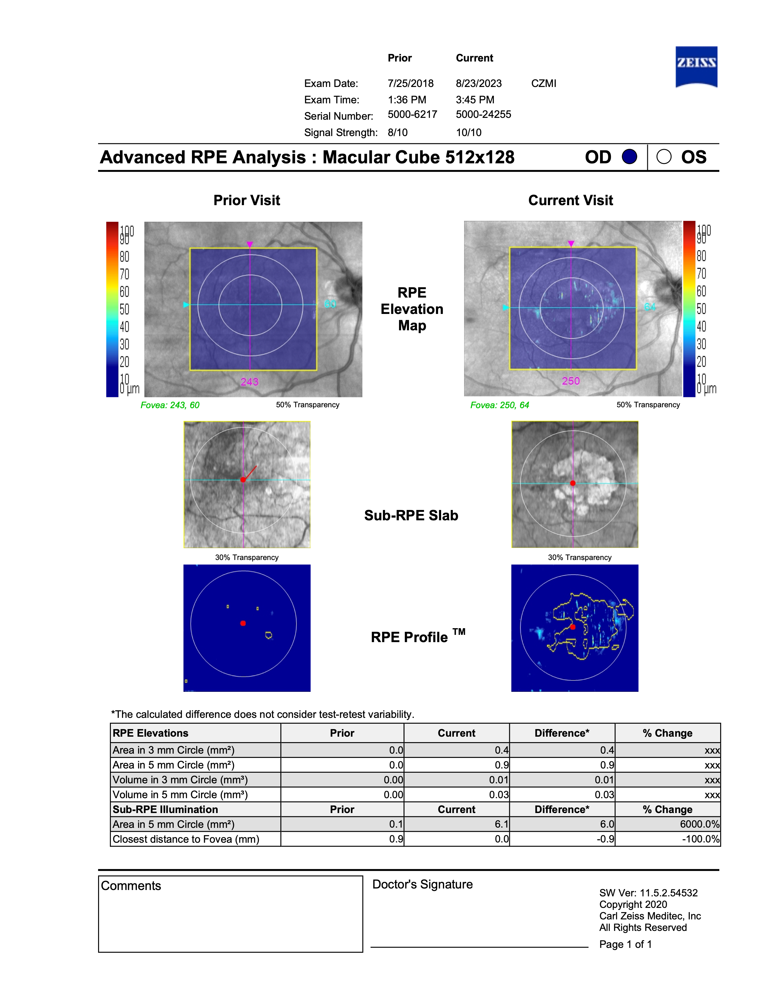 Prior Current
ZEISS
Exam Date: 7/25/2018 8/23/2023 CZMI
Exam Time: 1:36 PM 3:45 PM
Serial Number: 5000-6217 5000-24255
Signal Strength: 8/10 10/10
Advanced RPE Analysis : Macular Cube 512x128 OD OS
Prior Visit Current Visit
100
90
80
70
60
50
40
30
20
10
0 µm
60
243
Fovea: 243, 60 50% Transparency
RPE
Elevation
Map
64
250
100
90
80
70
60
50
40
30
20
10
0 µm
Fovea: 250, 64 50% Transparency
Sub-RPE Slab
30% Transparency 30% Transparency
RPE Profile TM
*The calculated difference does not consider test-retest variability.
RPE Elevations Prior Current Difference* % Change
Area in 3 mm Circle (mm²) 0.0 0.4 0.4 xxx
Area in 5 mm Circle (mm²) 0.0 0.9 0.9 xxx
Volume in 3 mm Circle (mm³) 0.00 0.01 0.01 xxx
Volume in 5 mm Circle (mm³) 0.00 0.03 0.03 xxx
Sub-RPE Illumination Prior Current Difference* % Change
Area in 5 mm Circle (mm²) 0.1 6.1 6.0 6000.0%
Closest distance to Fovea (mm) 0.9 0.0 -0.9 -100.0%
Comments
Doctor's Signature
SW Ver: 11.5.2.54532
Copyright 2020
Carl Zeiss Meditec, Inc
All Rights Reserved
Page 1 of 1